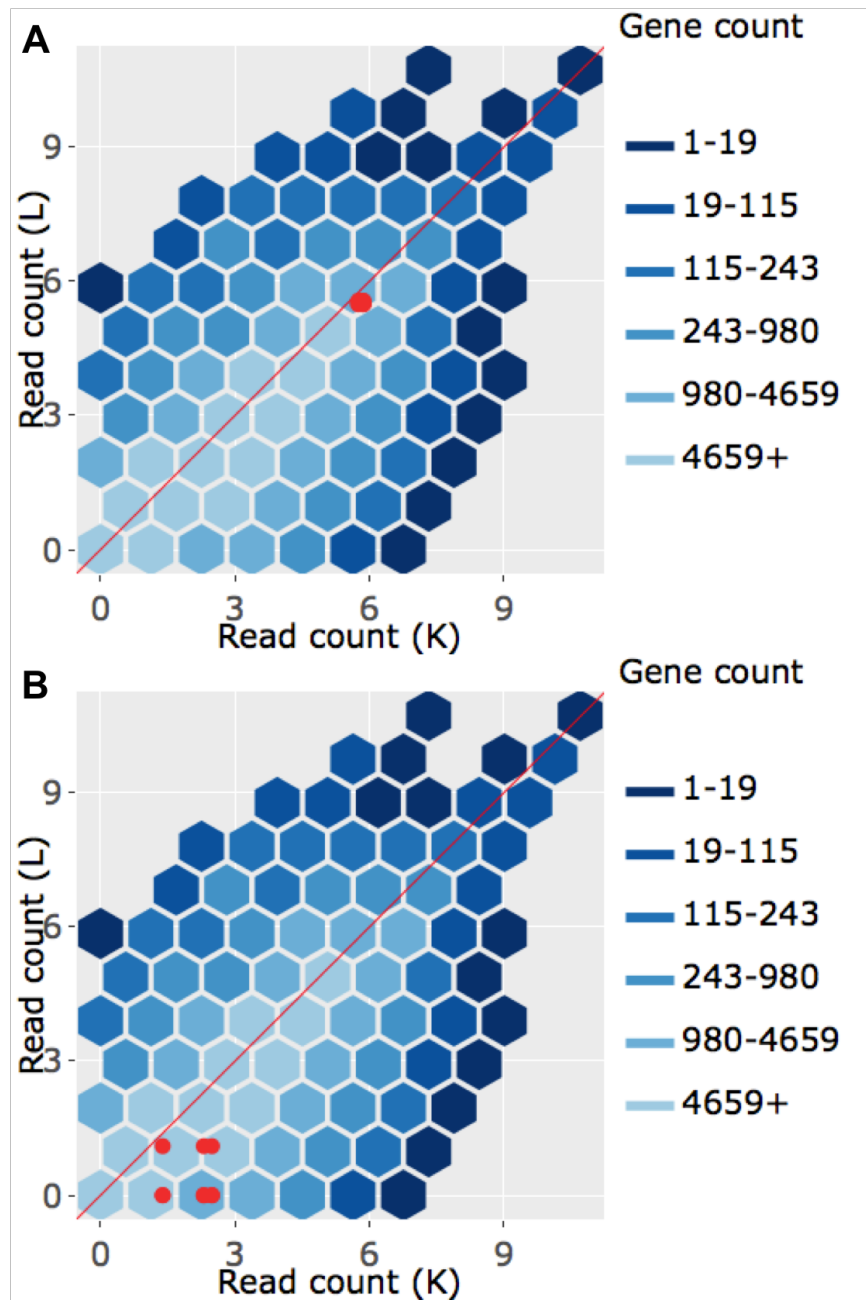 A
Gene count
Read count (L)
9
6
3
0
0 3 6 9
Read count (K)
1-19
19-115
115-243
243-980
980-4659
4659+
B
Gene count
Read count (L)
9
6
3
0
0 3 6 9
Read count (K)
1-19
19-115
115-243
243-980
980-4659
4659+